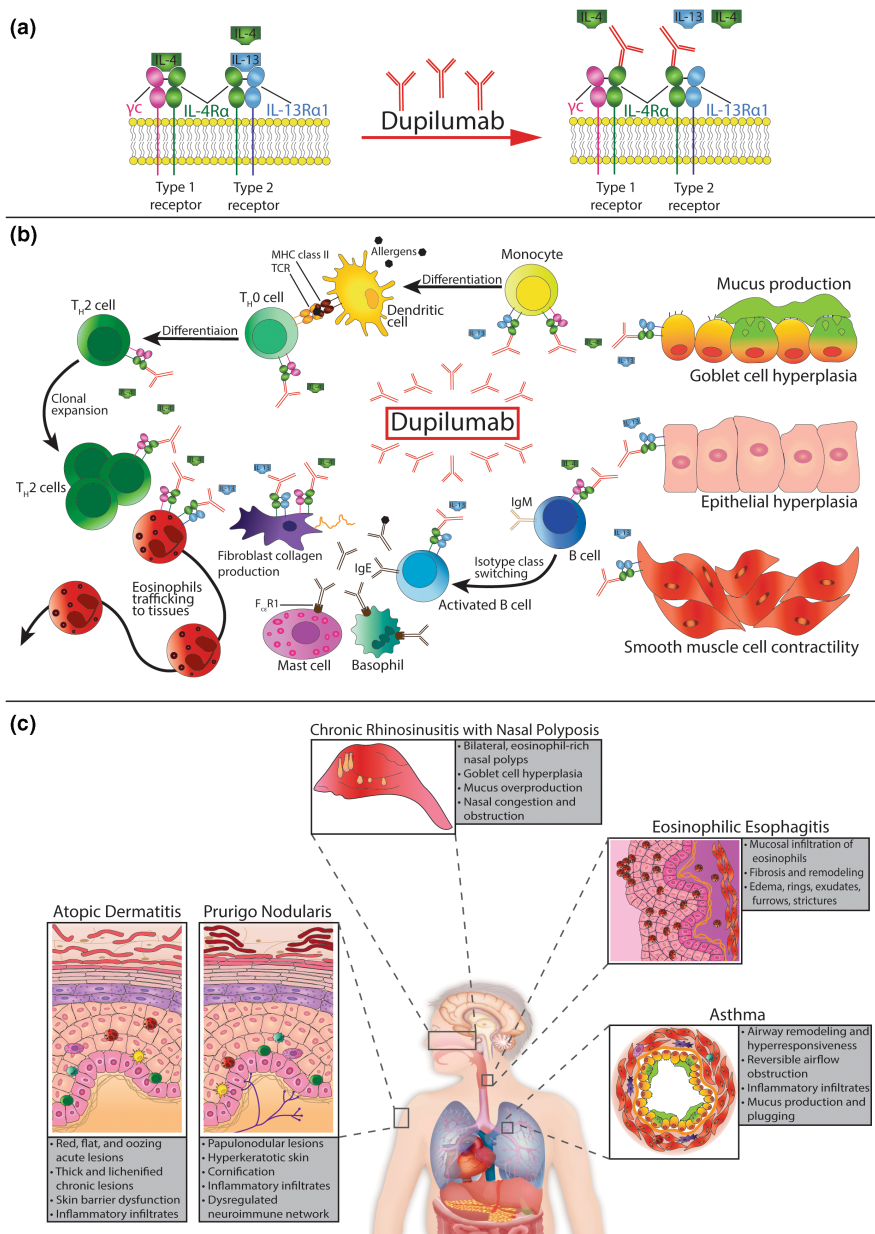 (a)
IL-4
IL-4
IL-4
IL-13
γc
IL-4Rα
IL-13Rα1
Type 1
receptor
Type 2
receptor
Dupilumab
IL-4
IL-13
IL-4
γc
IL-4Rα
IL-13Rα1
Type 1
receptor
Type 2
receptor
(b)
MHC class II
TCR
Allergens
Monocyte
Differentiation
Dendritic
cell
TH2 cell
TH0 cell
Differentiaion
Mucus production
Goblet cell hyperplasia
Clonal
expansion
Dupilumab
TH2 cells
Epithelial hyperplasia
IgM
B cell
Fibroblast collagen
production
IgE
Isotype class
switching
Activated B cell
Eosinophils
trafficking
to tissues
FcεR1
Mast cell
Basophil
Smooth muscle cell contractility
(c)
Chronic Rhinosinusitis with Nasal Polyposis
• Bilateral, eosinophil-rich
nasal polyps
• Goblet cell hyperplasia
• Mucus overproduction
• Nasal congestion and
obstruction
Eosinophilic Esophagitis
• Mucosal infiltration of
eosinophils
• Fibrosis and remodeling
• Edema, rings, exudates,
furrows, strictures
Atopic Dermatitis
• Red, flat, and oozing
acute lesions
• Thick and lichenified
chronic lesions
• Skin barrier dysfunction
• Inflammatory infiltrates
Prurigo Nodularis
• Papulonodular lesions
• Hyperkeratotic skin
• Cornification
• Inflammatory infiltrates
• Dysregulated
neuroimmune network
Asthma
• Airway remodeling and
hyperresponsiveness
• Reversible airflow
obstruction
• Inflammatory infiltrates
• Mucus production and
plugging